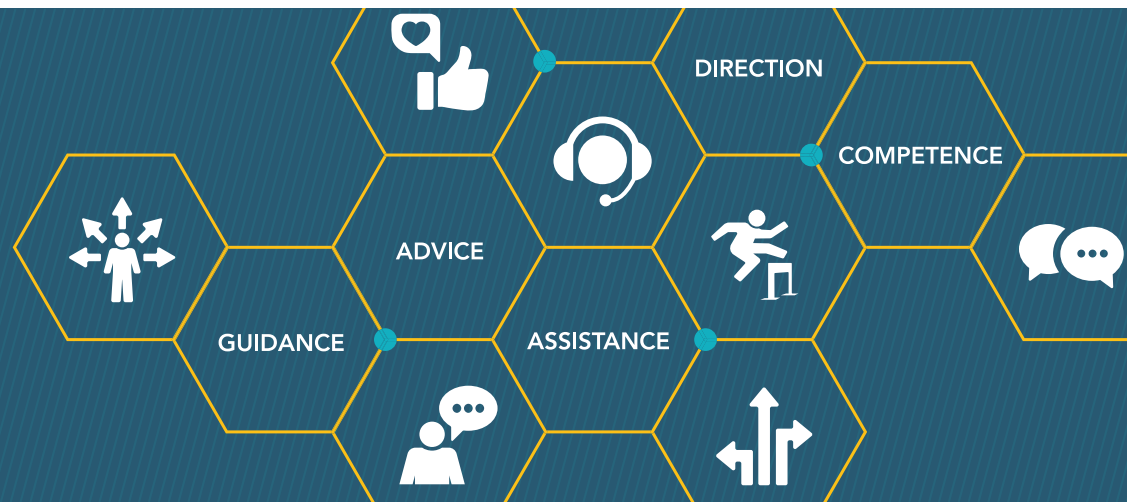 DIRECTION
COMPETENCE
ADVICE
GUIDANCE
ASSISTANCE